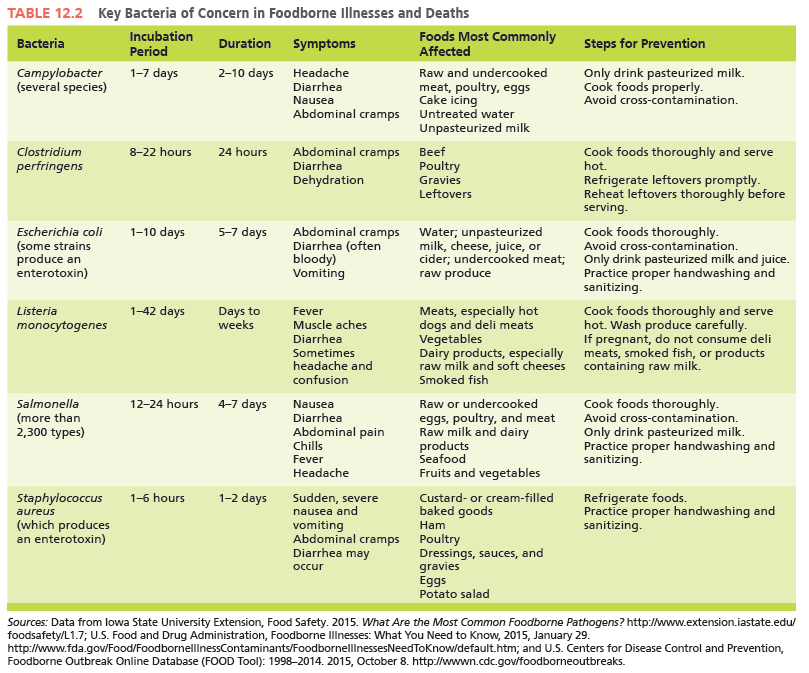 TABLE 12.2 Key Bacteria of Concern in Foodborne Illnesses and Deaths
Bacteria
Incubation
Period
Duration
Symptoms
Foods Most Commonly
Affected
Steps for Prevention
Campylobacter
(several species)
1–7 days
2–10 days
Headache
Diarrhea
Nausea
Abdominal cramps
Raw and undercooked
meat, poultry, eggs
Cake icing
Untreated water
Unpasteurized milk
Only drink pasteurized milk.
Cook foods properly.
Avoid cross-contamination.
Clostridium
perfringens
8–22 hours
24 hours
Abdominal cramps
Diarrhea
Dehydration
Beef
Poultry
Gravies
Leftovers
Cook foods thoroughly and serve
hot.
Refrigerate leftovers promptly.
Reheat leftovers thoroughly before
serving.
Escherichia coli
(some strains
produce an
enterotoxin)
1–10 days
5–7 days
Abdominal cramps
Diarrhea (often
bloody)
Vomiting
Water; unpasteurized
milk, cheese, juice, or
cider; undercooked meat;
raw produce
Cook foods thoroughly.
Avoid cross-contamination.
Only drink pasteurized milk and juice.
Practice proper handwashing and
sanitizing.
Listeria
monocytogenes
1–42 days
Days to
weeks
Fever
Muscle aches
Diarrhea
Sometimes
headache and
confusion
Meats, especially hot
dogs and deli meats
Vegetables
Dairy products, especially
raw milk and soft cheeses
Smoked fish
Cook foods thoroughly and serve
hot. Wash produce carefully.
If pregnant, do not consume deli
meats, smoked fish, or products
containing raw milk.
Salmonella
(more than
2,300 types)
12–24 hours
4–7 days
Nausea
Diarrhea
Abdominal pain
Chills
Fever
Headache
Raw or undercooked
eggs, poultry, and meat
Raw milk and dairy
products
Seafood
Fruits and vegetables
Cook foods thoroughly.
Avoid cross-contamination.
Only drink pasteurized milk.
Practice proper handwashing and
sanitizing.
Staphylococcus
aureus
(which produces
an enterotoxin)
1–6 hours
1–2 days
Sudden, severe
nausea and
vomiting
Abdominal cramps
Diarrhea may
occur
Custard- or cream-filled
baked goods
Ham
Poultry
Dressings, sauces, and
gravies
Eggs
Potato salad
Refrigerate foods.
Practice proper handwashing and
sanitizing.
Sources: Data from Iowa State University Extension, Food Safety. 2015. What Are the Most Common Foodborne Pathogens? http://www.extension.iastate.edu/
foodsafety/L1.7; U.S. Food and Drug Administration, Foodborne Illnesses: What You Need to Know, 2015, January 29.
http://www.fda.gov/Food/FoodborneIllnessContaminants/FoodborneIllnessesNeedToKnow/default.htm; and U.S. Centers for Disease Control and Prevention,
Foodborne Outbreak Online Database (FOOD Tool): 1998–2014. 2015, October 8. http://wwwn.cdc.gov/foodborneoutbreaks.